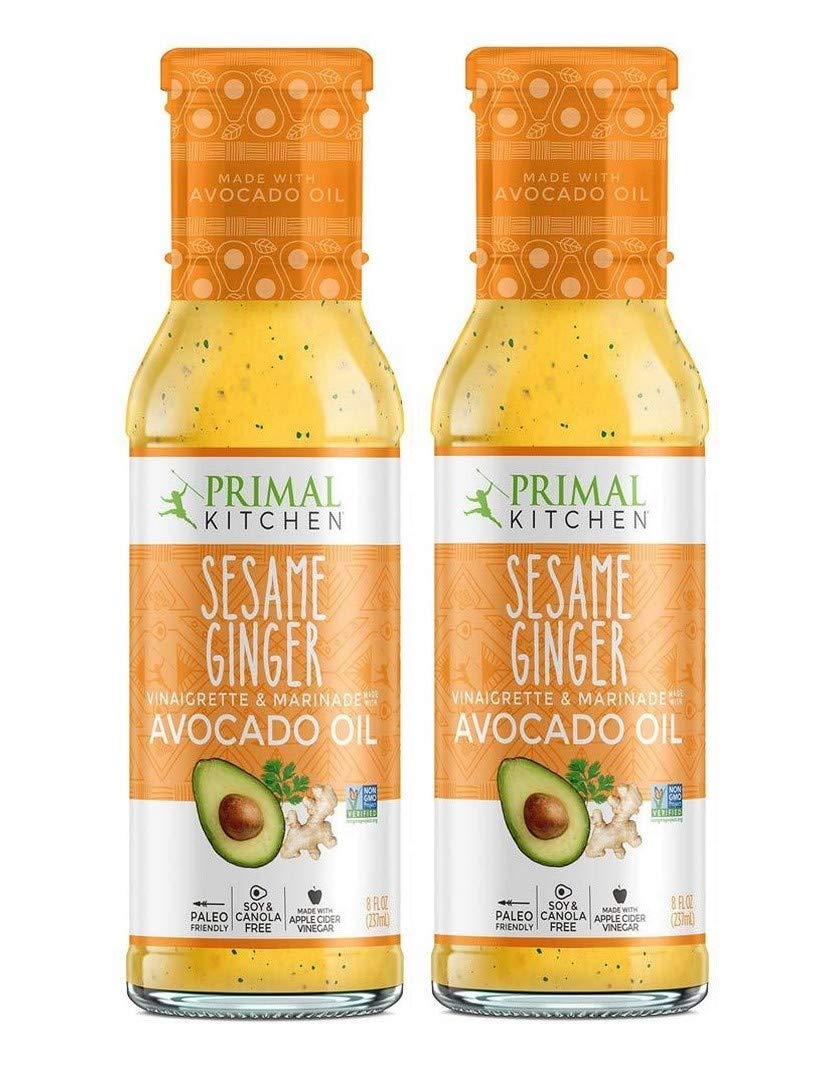 MADE WITH
AVOCADO OIL
PRIMAL
KITCHEN
SESAME
GINGER
VINAIGRETTE & MARINADE MADE WITH
AVOCADO OIL
NON
GMO
Project
VERIFIED
PALEO
FRIENDLY
SOY &
CANOLA
FREE
MADE WITH
APPLE CIDER
VINEGAR
8 FL OZ
(237mL)
MADE WITH
AVOCADO OIL
PRIMAL
KITCHEN
SESAME
GINGER
VINAIGRETTE & MARINADE MADE WITH
AVOCADO OIL
NON
GMO
Project
VERIFIED
PALEO
FRIENDLY
SOY &
CANOLA
FREE
MADE WITH
APPLE CIDER
VINEGAR
8 FL OZ
(237mL)